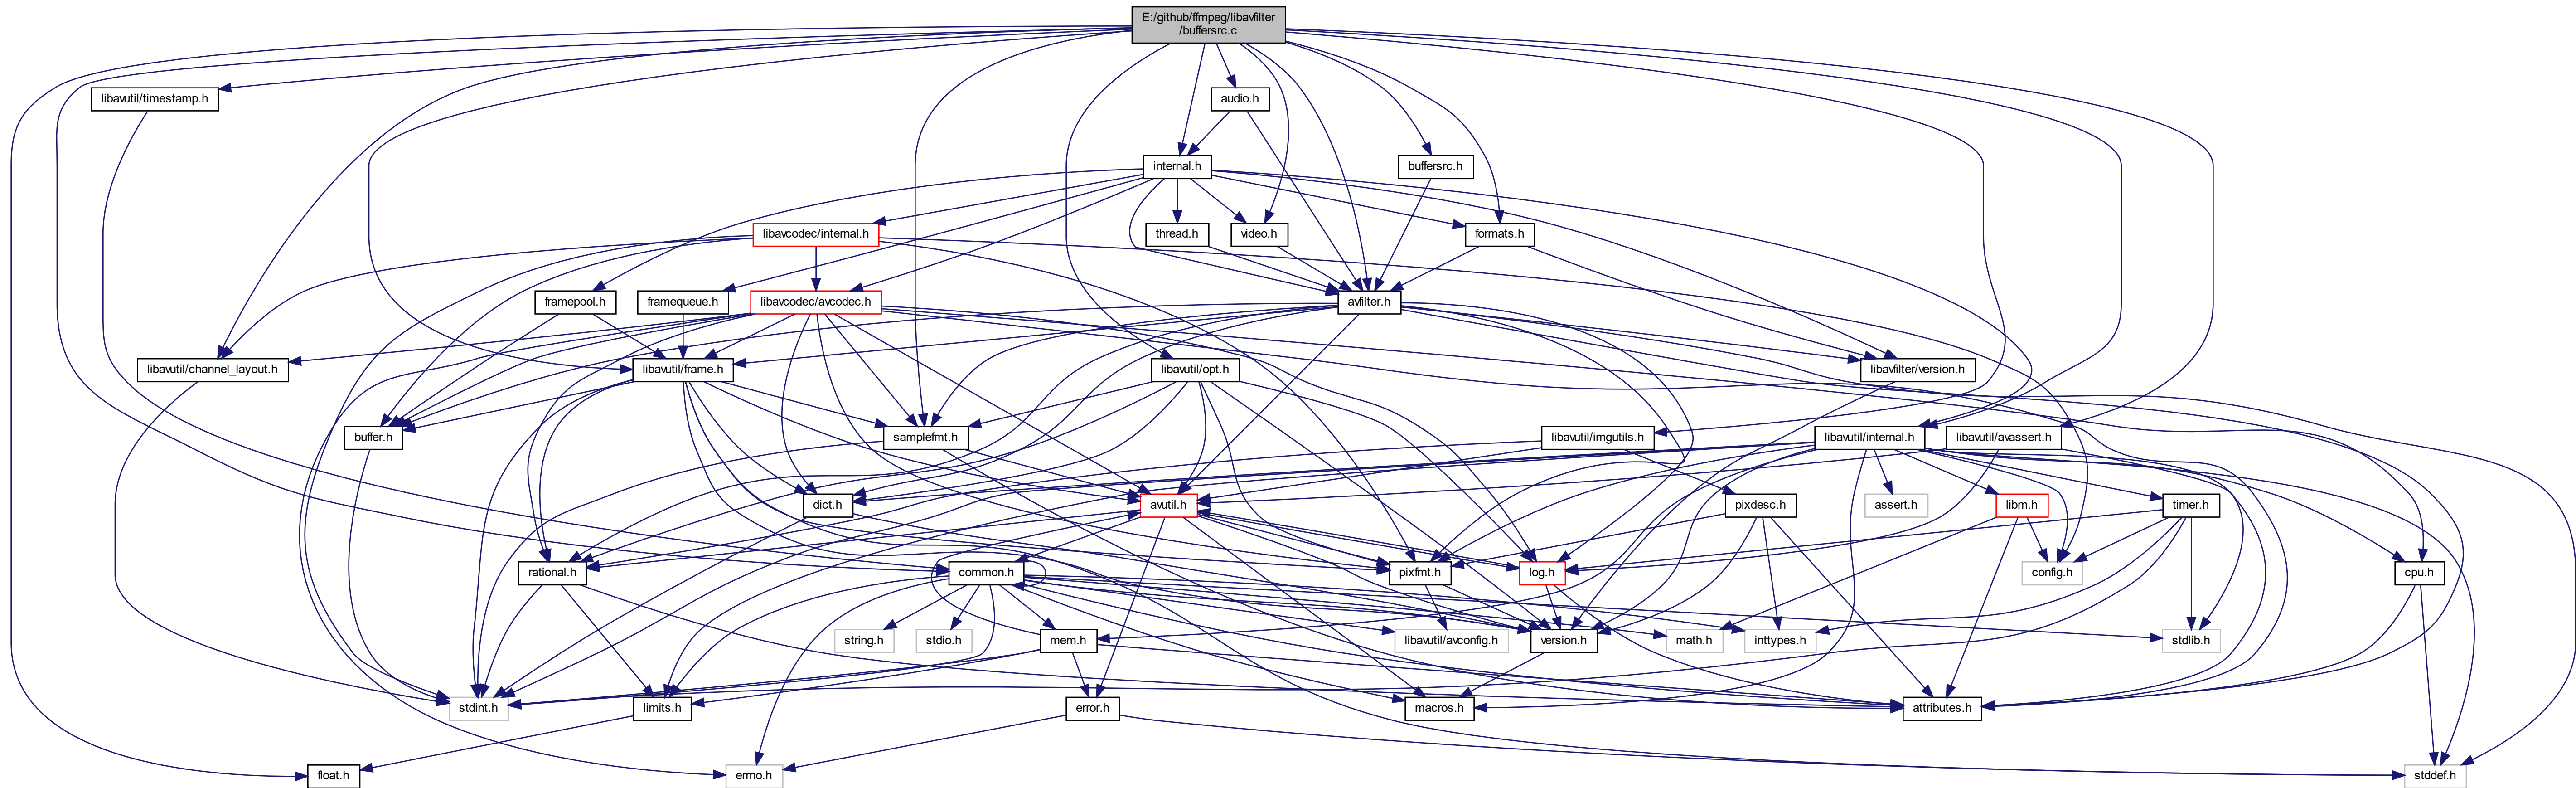 E:/github/ffmpeg/libavfilter
/buffersrc.c
libavutil/timestamp.h
audio.h
internal.h
buffersrc.h
libavcodec/internal.h
thread.h
video.h
formats.h
framepool.h
framequeue.h
libavcodec/avcodec.h
avfilter.h
libavutil/channel_layout.h
libavutil/frame.h
libavutil/opt.h
libavfilter/version.h
buffer.h
samplefmt.h
libavutil/imgutils.h
libavutil/internal.h
libavutil/avassert.h
dict.h
avutil.h
pixdesc.h
assert.h
libm.h
timer.h
rational.h
common.h
pixfmt.h
log.h
config.h
cpu.h
string.h
stdio.h
mem.h
libavutil/avconfig.h
version.h
math.h
inttypes.h
stdlib.h
stdint.h
limits.h
error.h
macros.h
attributes.h
float.h
errno.h
stddef.h